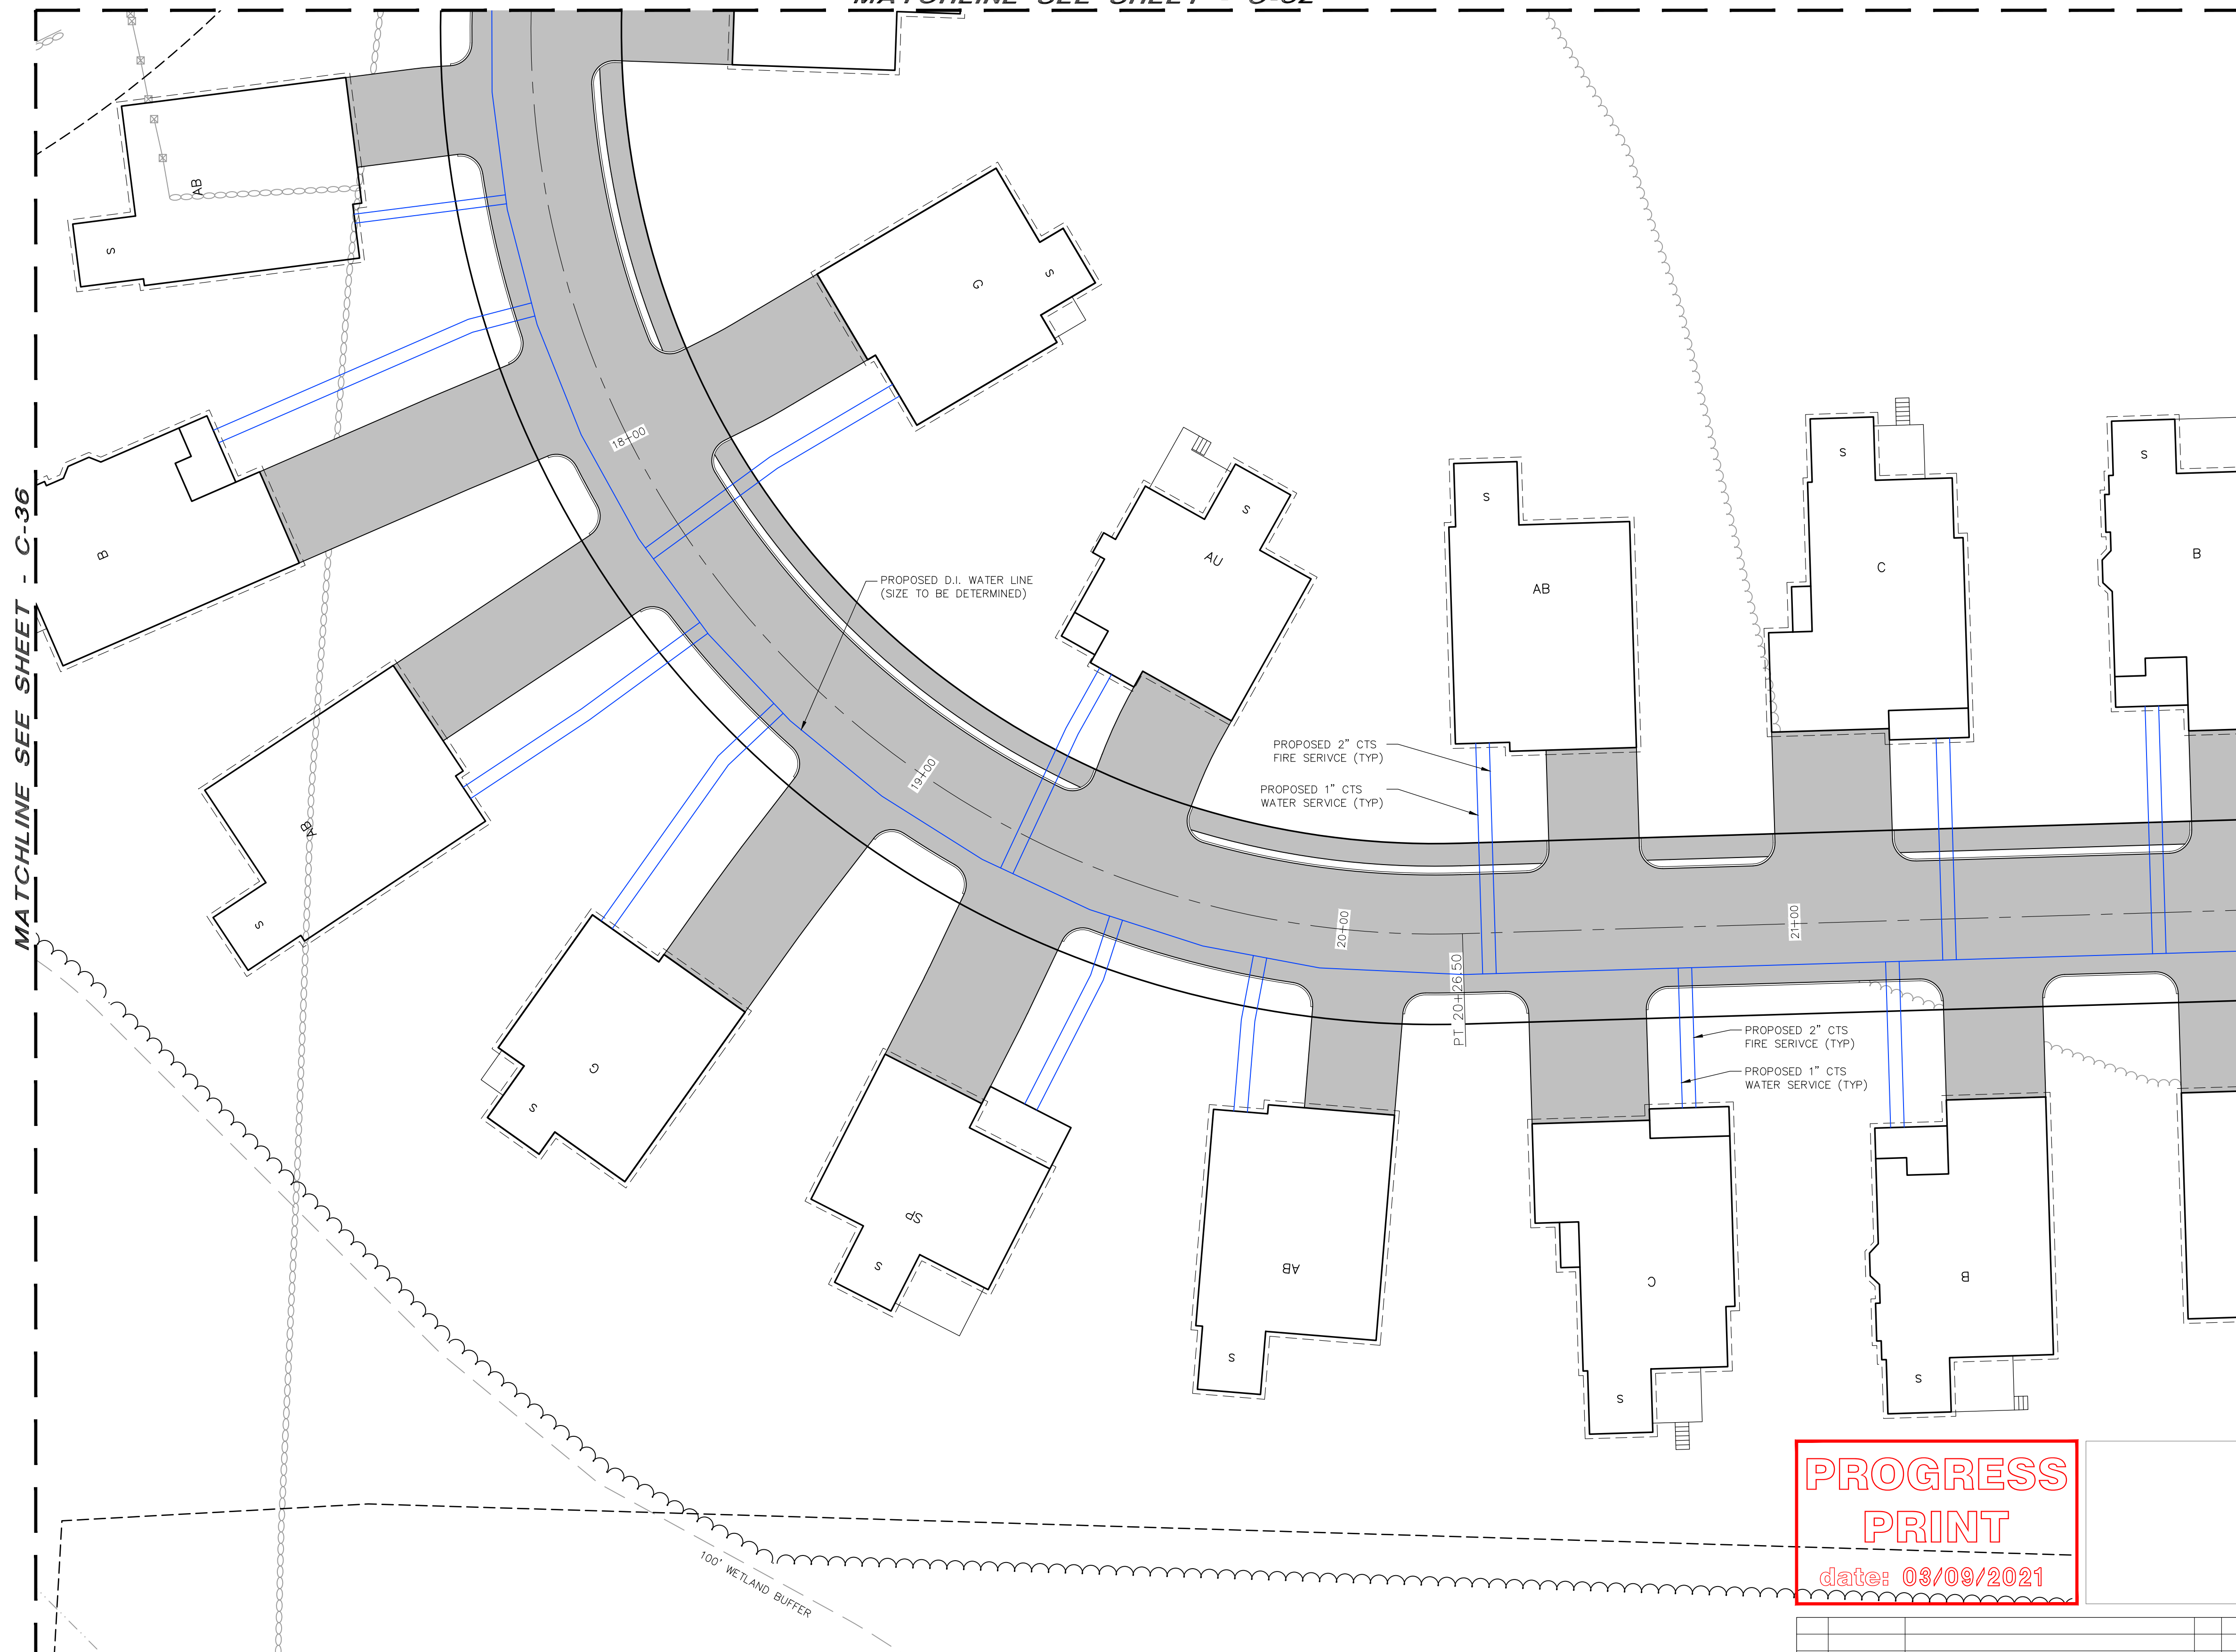 AB
S
G
S
18+00
MATCHLINE SEE SHEET - C-36
B
S
AU
S
AB
S
C
S
B
PROPOSED D.I. WATER LINE
(SIZE TO BE DETERMINED)
PROPOSED 2" CTS
FIRE SERIVCE (TYP)
PROPOSED 1" CTS
WATER SERVICE (TYP)
19+00
AB
S
20+00
21+00
PT 20+26.50
PROPOSED 2" CTS
FIRE SERIVCE (TYP)
PROPOSED 1" CTS
WATER SERVICE (TYP)
G
S
SP
S
AB
S
C
S
B
S
100' WETLAND BUFFER
PROGRESS
PRINT
date: 03/09/2021